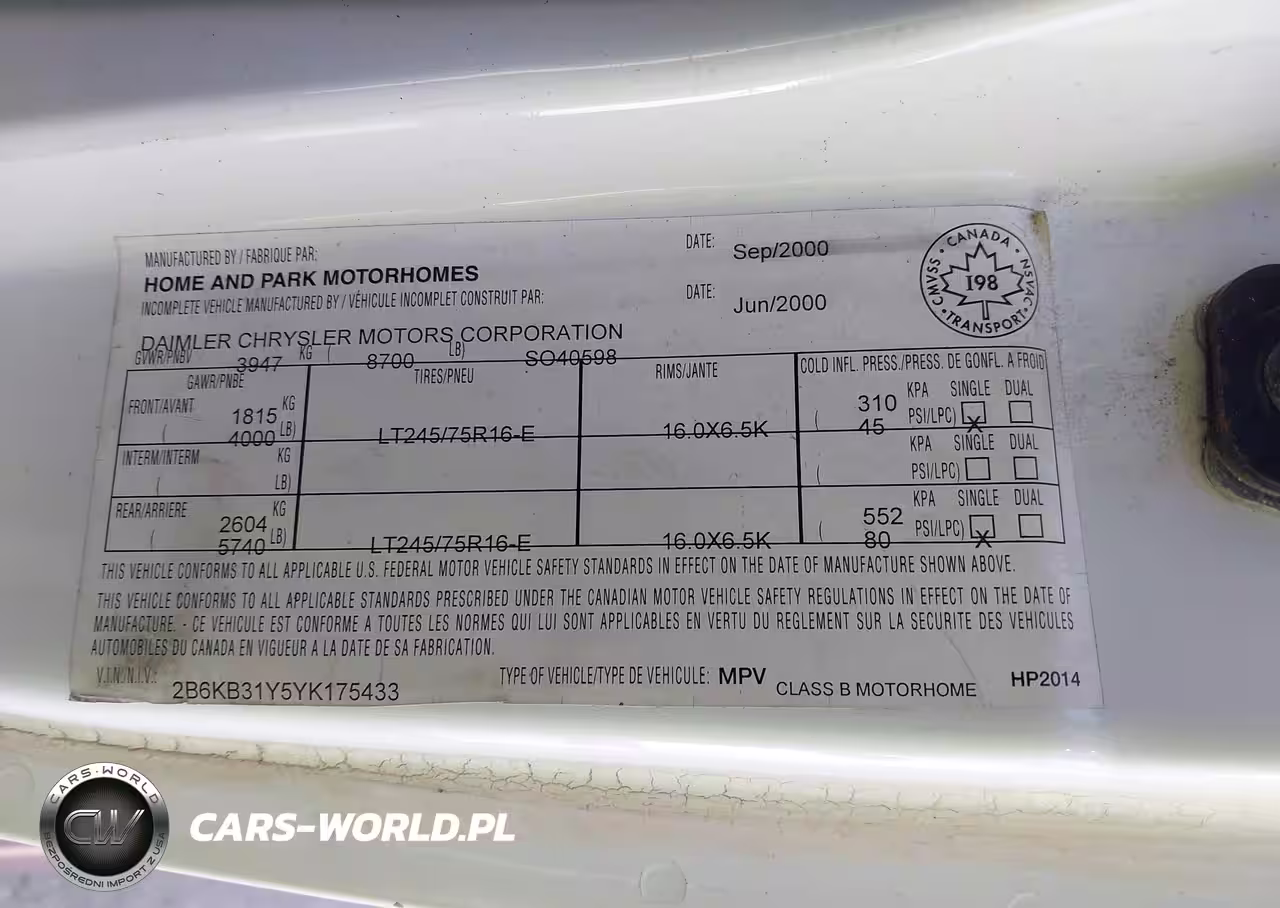 MANUFACTURED BY / FABRIQUE PAR:
HOME AND PARK MOTORHOMES
DATE: Sep/2000
INCOMPLETE VEHICLE MANUFACTURED BY / VÉHICULE INCOMPLET CONSTRUIT PAR:
DATE: Jun/2000
DAIMLER CHRYSLER MOTORS CORPORATION
CANADA
CMVSS NSVAC
198
TRANSPORT
GVWR/PNBV 3947 KG ( 8700 LB) SO40598
GAWR/PNBE TIRES/PNEU RIMS/JANTE COLD INFL. PRESS./PRESS. DE GONFL. A FROID
FRONT/AVANT 1815 KG 310 KPA SINGLE DUAL
( 4000 LB) LT245/75R16-E 16.0X6.5K ( 45 PSI/LPC) X
INTERM/INTERM KG KPA SINGLE DUAL
( LB) ( PSI/LPC)
REAR/ARRIERE 2604 KG 552 KPA SINGLE DUAL
( 5740 LB) LT245/75R16-E 16.0X6.5K ( 80 PSI/LPC) X
THIS VEHICLE CONFORMS TO ALL APPLICABLE U.S. FEDERAL MOTOR VEHICLE SAFETY STANDARDS IN EFFECT ON THE DATE OF MANUFACTURE SHOWN ABOVE.
THIS VEHICLE CONFORMS TO ALL APPLICABLE STANDARDS PRESCRIBED UNDER THE CANADIAN MOTOR VEHICLE SAFETY REGULATIONS IN EFFECT ON THE DATE OF
MANUFACTURE. - CE VEHICULE EST CONFORME A TOUTES LES NORMES QUI LUI SONT APPLICABLES EN VERTU DU REGLEMENT SUR LA SECURITE DES VEHICULES
AUTOMOBILES DU CANADA EN VIGUEUR A LA DATE DE SA FABRICATION.
V.I.N./N.I.V.: 2B6KB31Y5YK175433 TYPE OF VEHICLE/TYPE DE VEHICULE: MPV CLASS B MOTORHOME HP2014
CARS-WORLD
CW
BEZPOŚREDNI IMPORT Z USA
CARS-WORLD.PL